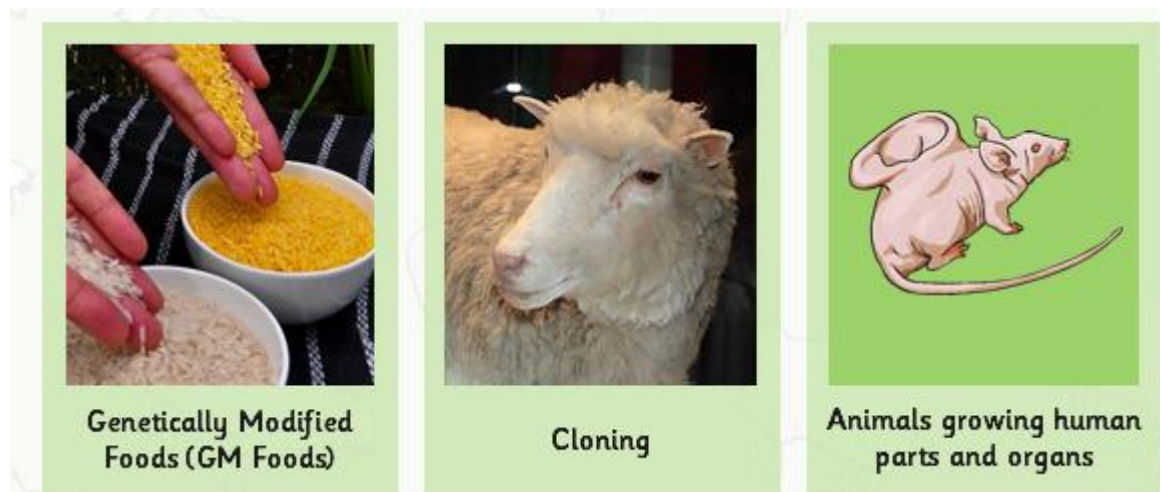 Genetically Modified
Foods (GM Foods)
Cloning
Animals growing human
parts and organs